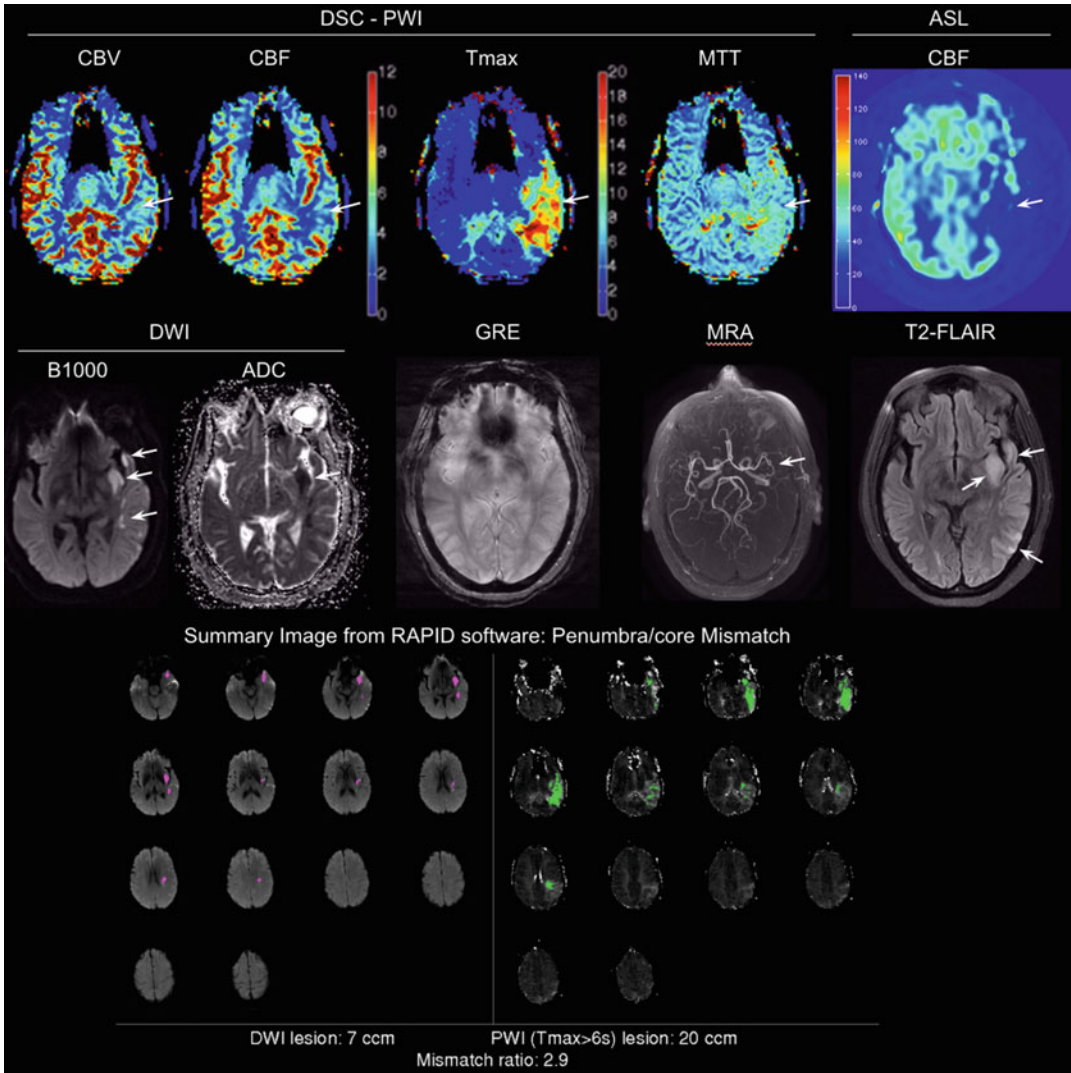 DSC - PWI
ASL
CBV
CBF
Tmax
MTT
CBF
12
10
8
6
4
2
0
20
18
16
14
12
10
8
6
4
2
0
140
120
100
80
60
40
20
0
DWI
GRE
MRA
T2-FLAIR
B1000
ADC
Summary Image from RAPID software: Penumbra/core Mismatch
DWI lesion: 7 ccm
PWI (Tmax>6s) lesion: 20 ccm
Mismatch ratio: 2.9